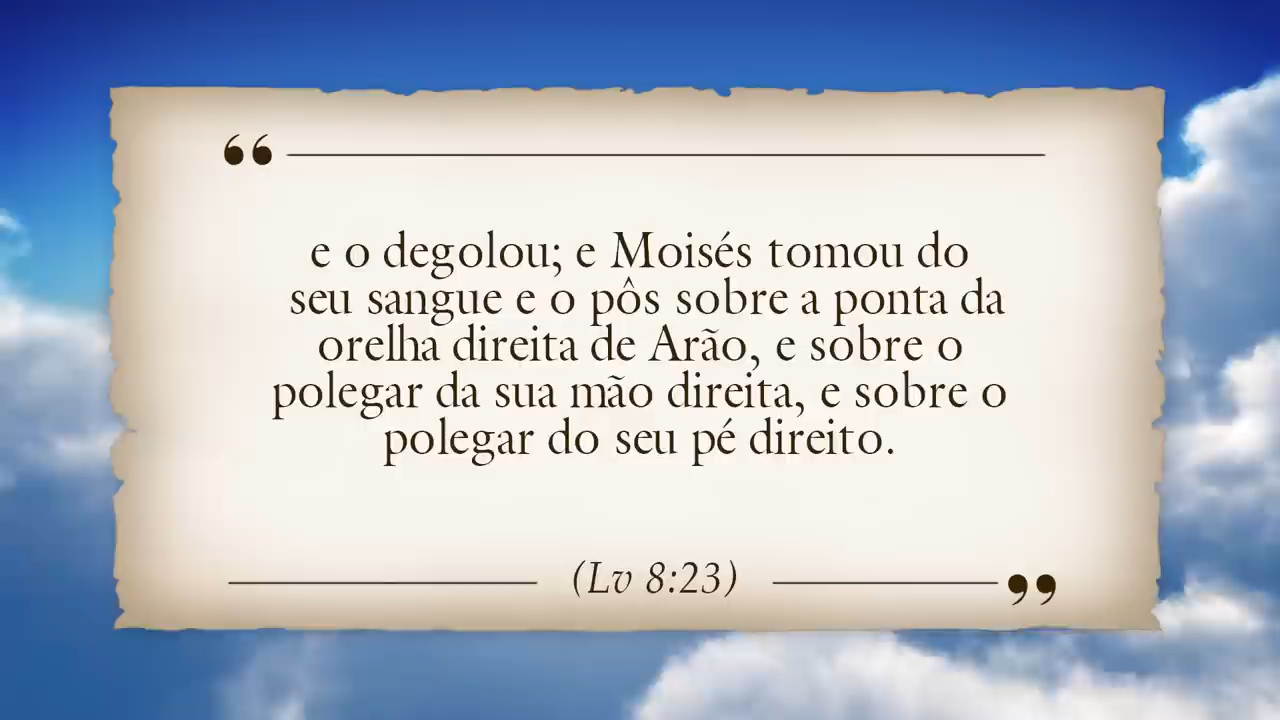 “
e o degolou; e Moisés tomou do
seu sangue e o pôs sobre a ponta da
orelha direita de Arão, e sobre o
polegar da sua mão direita, e sobre o
polegar do seu pé direito.
(Lv 8:23)
”